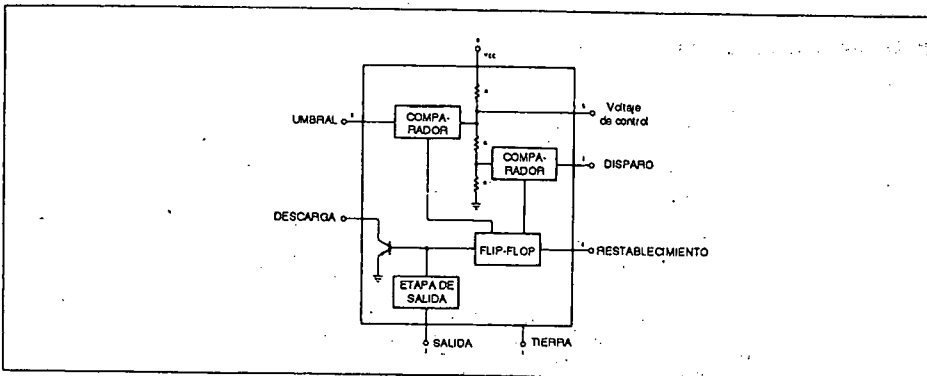 Vcc
UMBRAL
COMPA-
RADOR
Voltaje
de control
COMPA-
RADOR
DISPARO
DESCARGA
FLIP-FLOP
RESTABLECIMIENTO
ETAPA DE
SALIDA
SALIDA
TIERRA